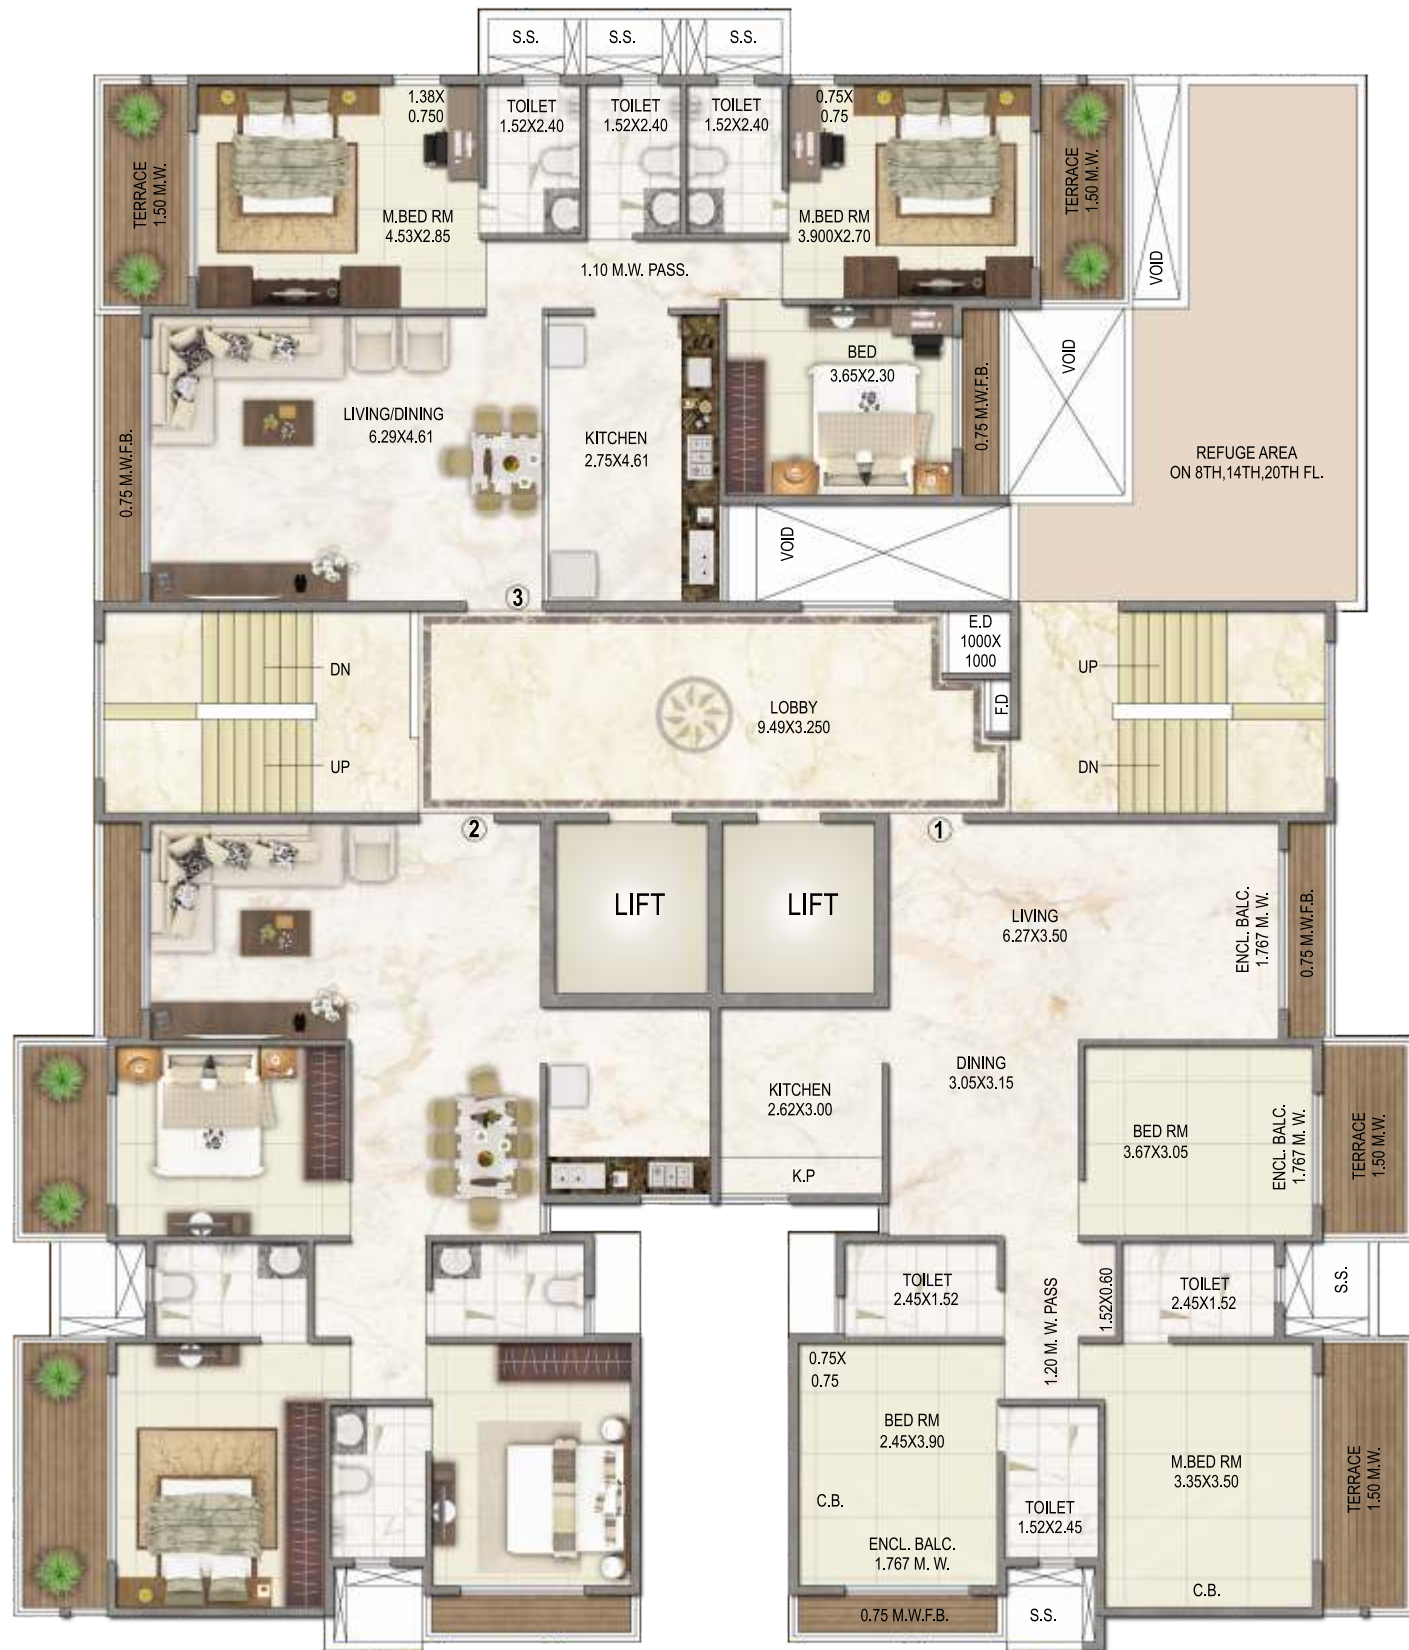 S.S.
S.S.
S.S.
1.38X
0.750
TOILET
1.52X2.40
TOILET
1.52X2.40
TOILET
1.52X2.40
0.75X
0.75
TERRACE
1.50 M.W.
M.BED RM
4.53X2.85
M.BED RM
3.900X2.70
TERRACE
1.50 M.W.
VOID
1.10 M.W. PASS.
LIVING/DINING
6.29X4.61
0.75 M.W.F.B.
KITCHEN
2.75X4.61
BED
3.65X2.30
0.75 M.W.F.B.
VOID
REFUGE AREA
ON 8TH,14TH,20TH FL.
VOID
3
DN
UP
LOBBY
9.49X3.250
E.D
1000X
1000
F.D
UP
DN
2
1
LIFT
LIFT
LIVING
6.27X3.50
ENCL. BALC.
1.767 M. W.
0.75 M.W.F.B.
KITCHEN
2.62X3.00
K.P
DINING
3.05X3.15
BED RM
3.67X3.05
ENCL. BALC.
1.767 M. W.
TERRACE
1.50 M.W.
TOILET
2.45X1.52
1.20 M. W. PASS
1.52X0.60
TOILET
2.45X1.52
S.S.
0.75X
0.75
BED RM
2.45X3.90
C.B.
ENCL. BALC.
1.767 M. W.
0.75 M.W.F.B.
TOILET
1.52X2.45
S.S.
M.BED RM
3.35X3.50
C.B.
TERRACE
1.50 M.W.